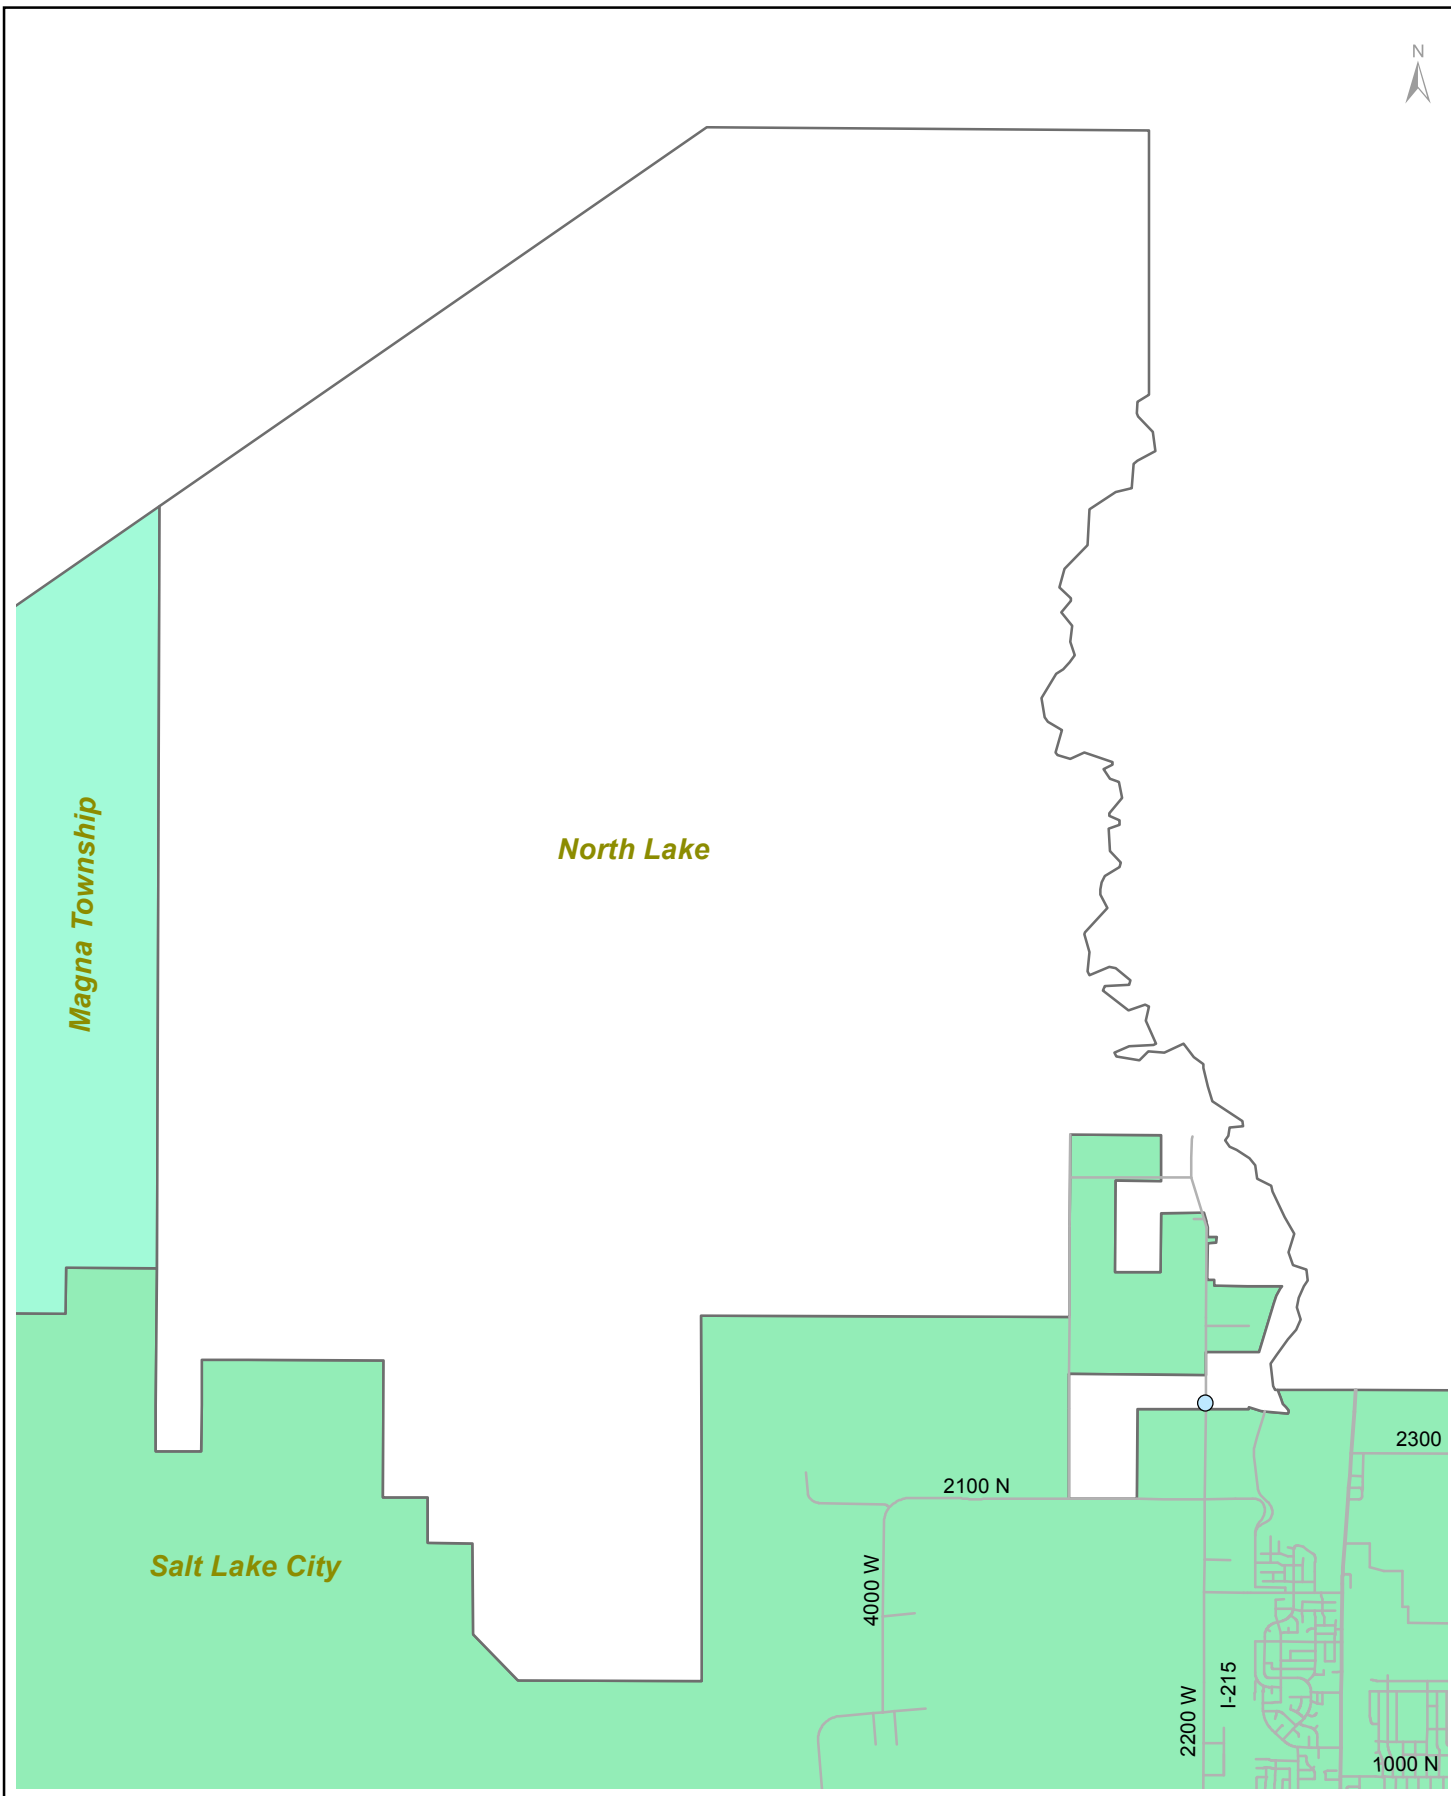 N
North Lake
Magna Township
2300
2100 N
Salt Lake City
4000 W
I-215
2200 W
1000 N